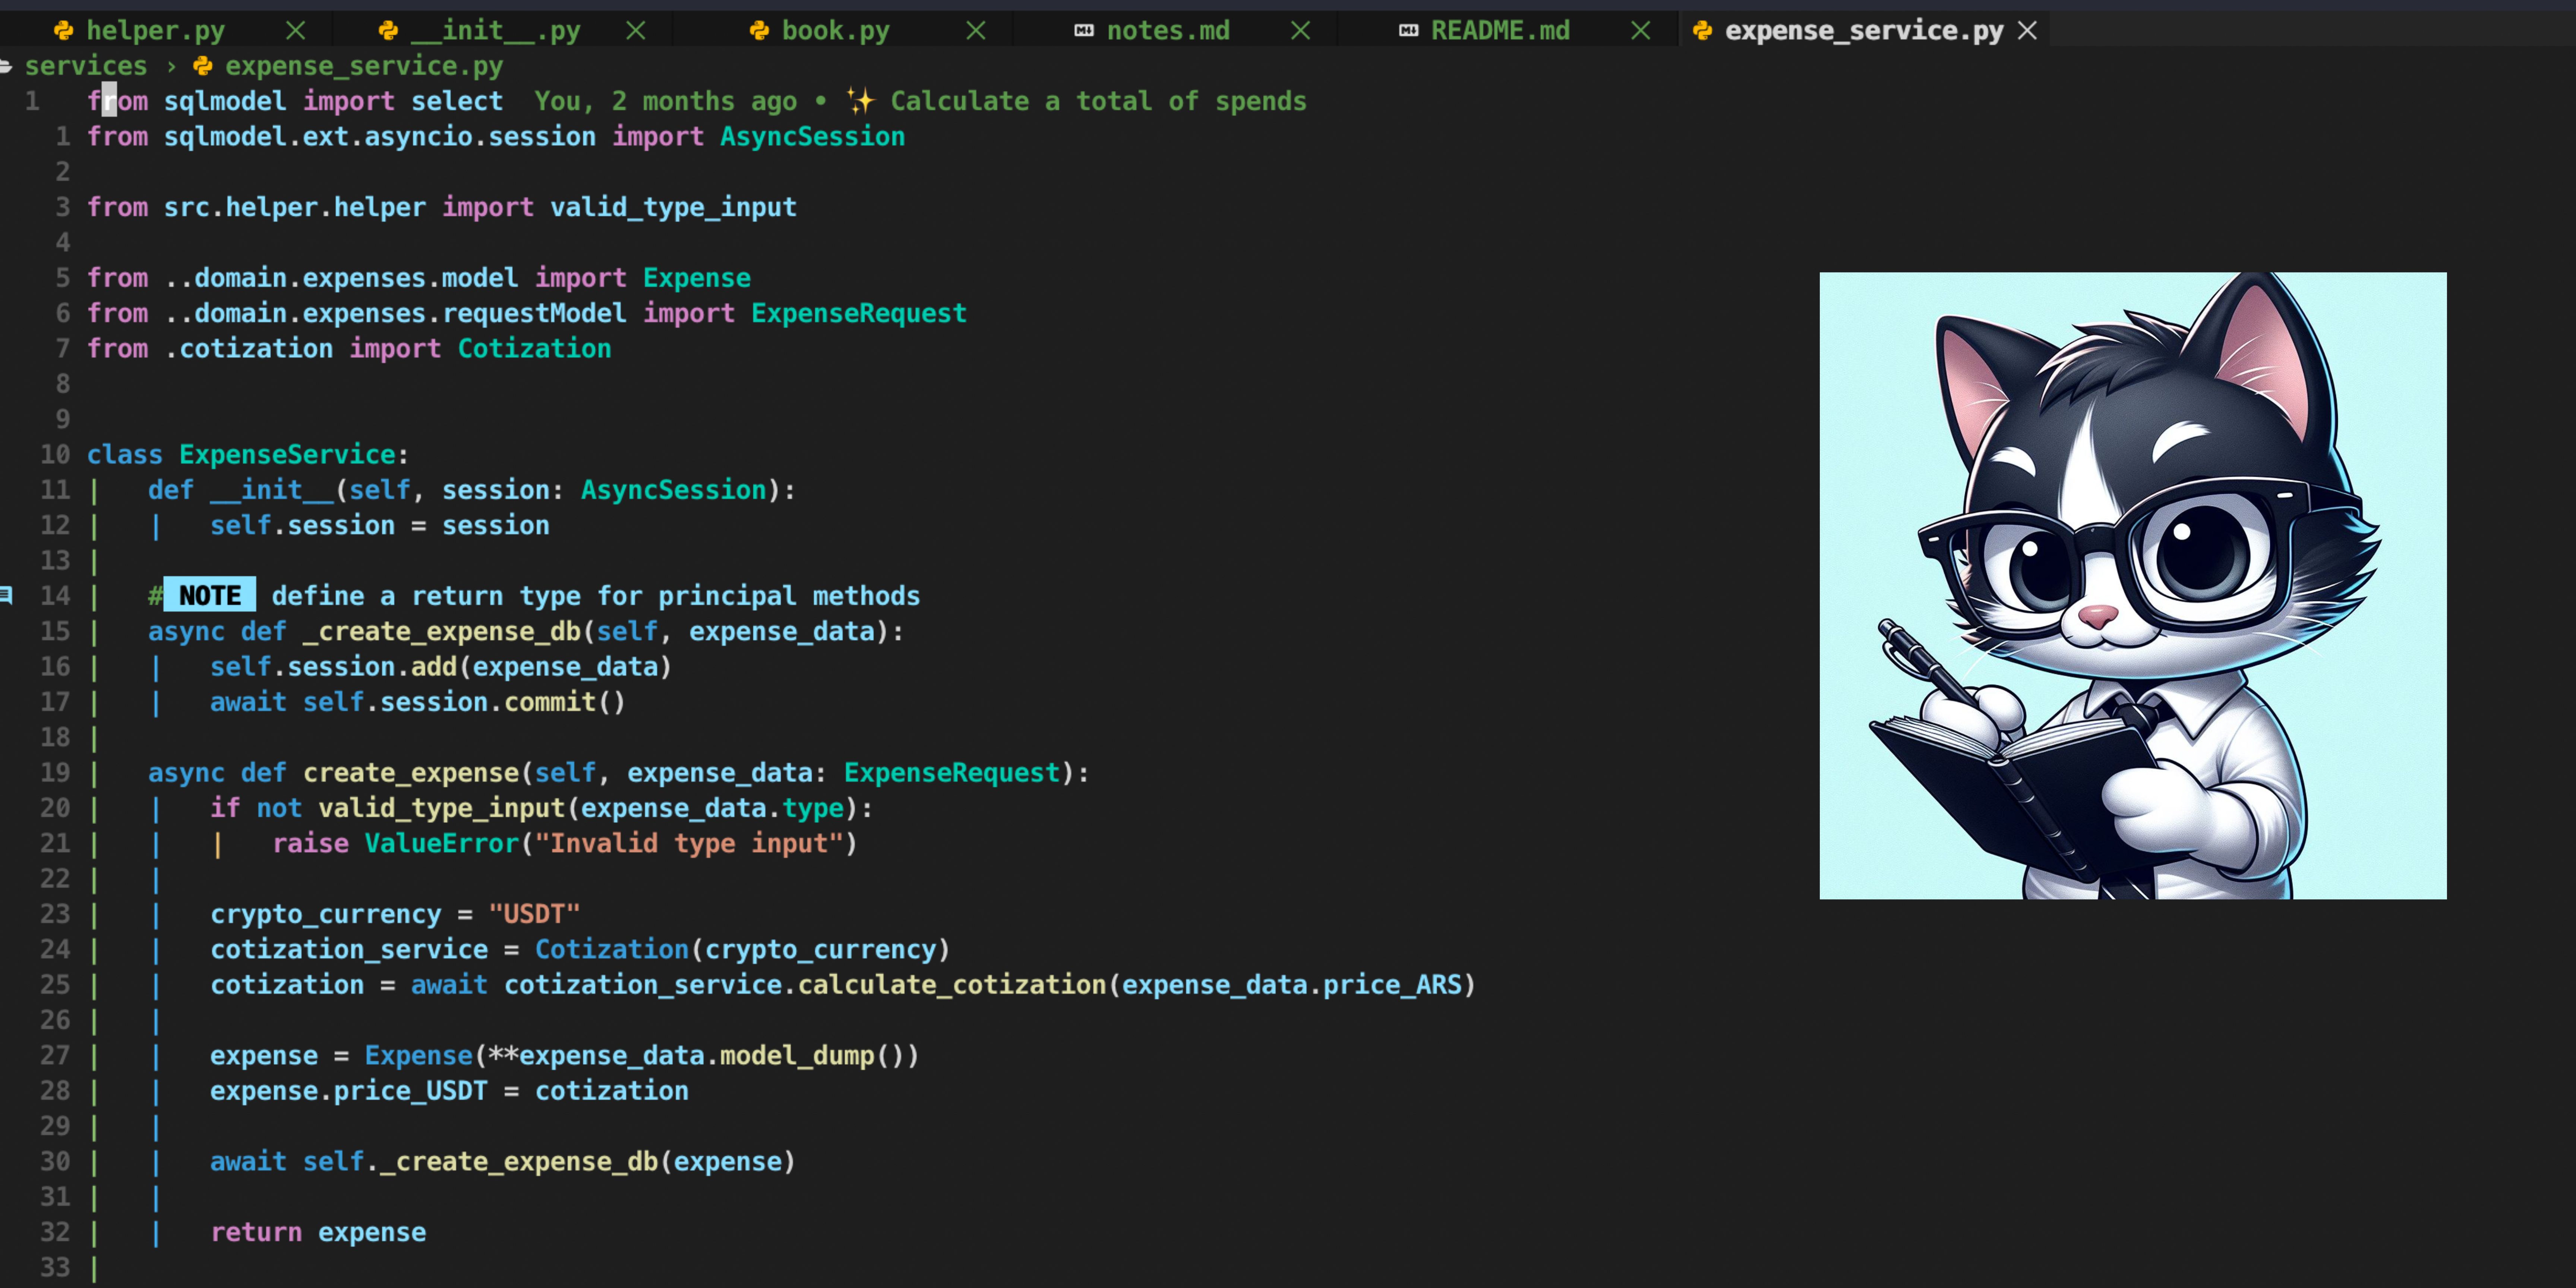 helper.py __init__.py book.py notes.md README.md expense_service.py
services › expense_service.py
1 from sqlmodel import select You, 2 months ago • ✨ Calculate a total of spends
1 from sqlmodel.ext.asyncio.session import AsyncSession
2
3 from src.helper.helper import valid_type_input
4
5 from ..domain.expenses.model import Expense
6 from ..domain.expenses.requestModel import ExpenseRequest
7 from .cotization import Cotization
8
9
10 class ExpenseService:
11 def __init__(self, session: AsyncSession):
12 self.session = session
13
14 # NOTE define a return type for principal methods
15 async def _create_expense_db(self, expense_data):
16 self.session.add(expense_data)
17 await self.session.commit()
18
19 async def create_expense(self, expense_data: ExpenseRequest):
20 if not valid_type_input(expense_data.type):
21 raise ValueError("Invalid type input")
22
23 crypto_currency = "USDT"
24 cotization_service = Cotization(crypto_currency)
25 cotization = await cotization_service.calculate_cotization(expense_data.price_ARS)
26
27 expense = Expense(**expense_data.model_dump())
28 expense.price_USDT = cotization
29
30 await self._create_expense_db(expense)
31
32 return expense
33